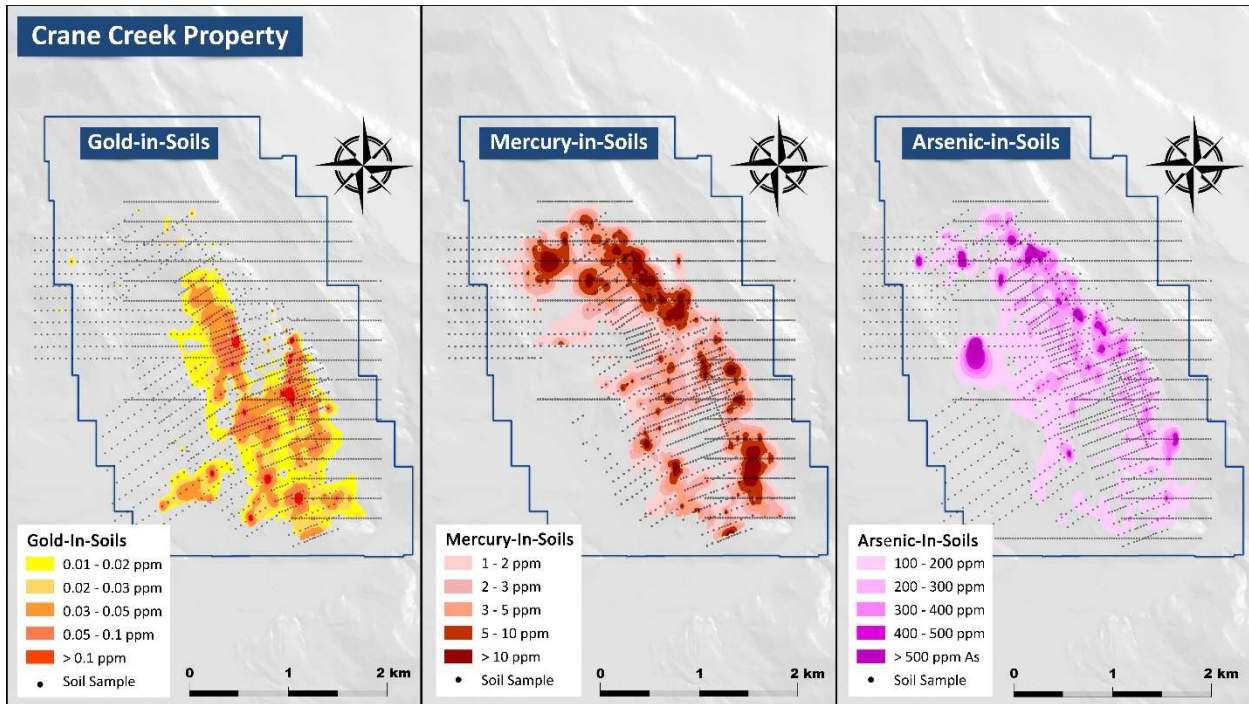 Crane Creek Property
Gold-in-Soils
Gold-In-Soils
0.01 - 0.02 ppm
0.02 - 0.03 ppm
0.03 - 0.05 ppm
0.05 - 0.1 ppm
> 0.1 ppm
Soil Sample
0 1 2 km
Mercury-in-Soils
Mercury-In-Soils
1 - 2 ppm
2 - 3 ppm
3 - 5 ppm
5 - 10 ppm
> 10 ppm
Soil Sample
0 1 2 km
Arsenic-in-Soils
Arsenic-In-Soils
100 - 200 ppm
200 - 300 ppm
300 - 400 ppm
400 - 500 ppm
> 500 ppm As
Soil Sample
0 1 2 km